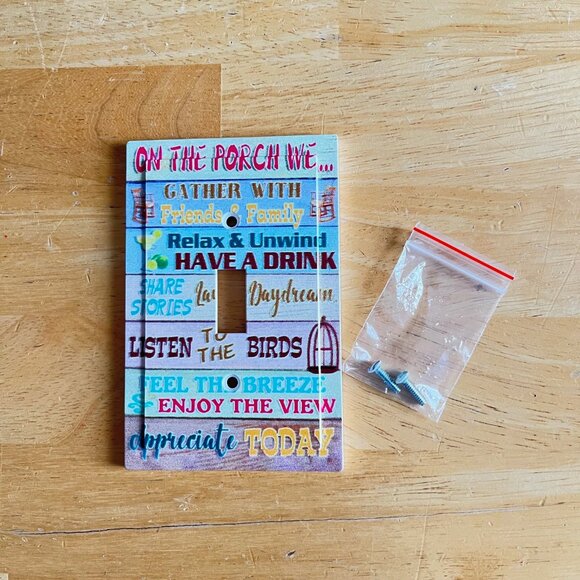 ON THE PORCH WE...
GATHER WITH
Friends & Family
Relax & Unwind
HAVE A DRINK
SHARE
STORIES
Daydream
LISTEN TO THE BIRDS
FEEL THE BREEZE
& ENJOY THE VIEW
appreciate TODAY